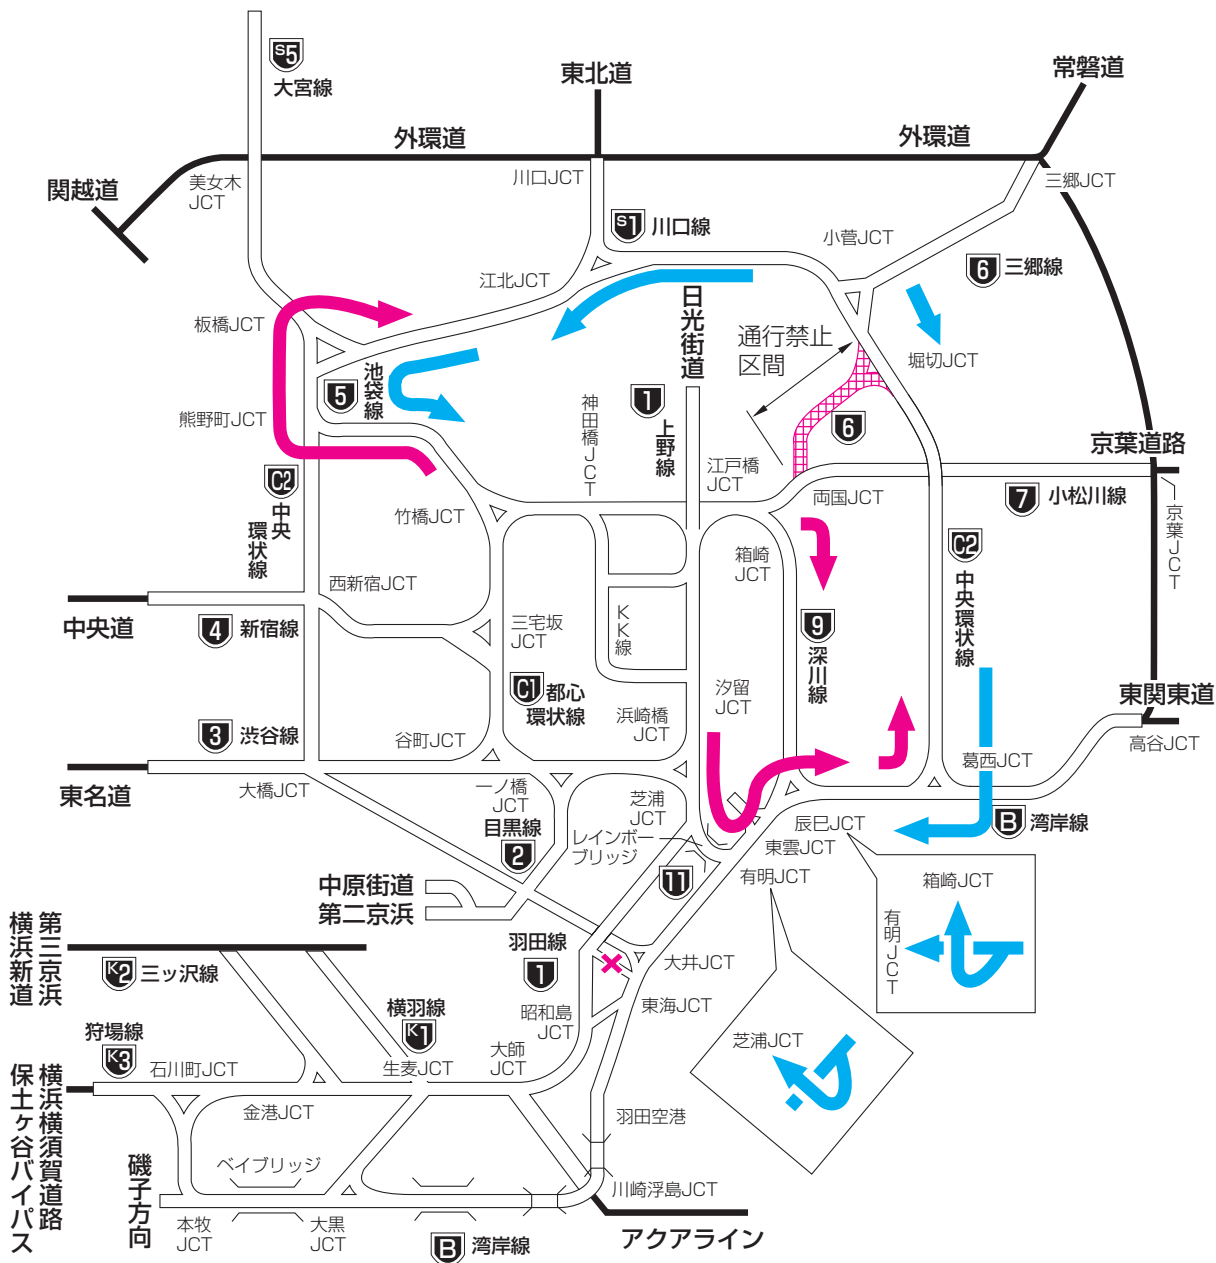 S5
大宮線
東北道
常磐道
外環道
外環道
関越道
美女木
JCT
川口JCT
三郷JCT
S1
川口線
小菅JCT
6
三郷線
江北JCT
日光街道
通行禁止
区間
板橋JCT
堀切JCT
5
池袋線
1
上野線
神田橋JCT
熊野町JCT
6
江戸橋
JCT
京葉道路
C2
中央
環状線
竹橋JCT
両国JCT
7
小松川線
京葉JCT
箱崎
JCT
C2
中央環状線
西新宿JCT
中央道
4
新宿線
三宅坂
JCT
KK線
9
深川線
C1
都心
環状線
汐留
JCT
東関東道
3
渋谷線
谷町JCT
浜崎橋
JCT
高谷JCT
東名道
大橋JCT
一ノ橋
JCT
芝浦
JCT
葛西JCT
目黒線
2
レインボー
ブリッジ
辰巳JCT
B
湾岸線
東雲JCT
有明JCT
11
箱崎JCT
有明JCT
中原街道
第二京浜
第三京浜
横浜新道
K2
三ッ沢線
羽田線
1
大井JCT
東海JCT
昭和島
JCT
横羽線
K1
狩場線
K3
石川町JCT
生麦JCT
大師
JCT
芝浦JCT
金港JCT
羽田空港
横浜横須賀道路
保土ヶ谷バイパス
磯子方向
ベイブリッジ
川崎浮島JCT
本牧
JCT
大黒
JCT
B
湾岸線
アクアライン